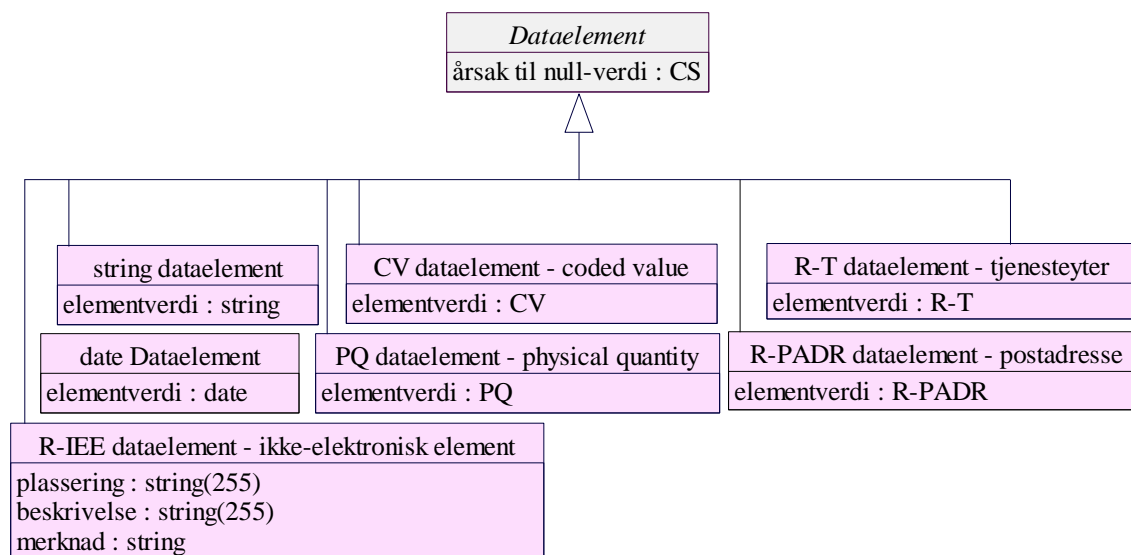 Dataelement
årsak til null-verdi : CS
string dataelement
elementverdi : string
CV dataelement - coded value
elementverdi : CV
R-T dataelement - tjenesteyter
elementverdi : R-T
date Dataelement
elementverdi : date
PQ dataelement - physical quantity
elementverdi : PQ
R-PADR dataelement - postadresse
elementverdi : R-PADR
R-IEE dataelement - ikke-elektronisk element
plassering : string(255)
beskrivelse : string(255)
merknad : string